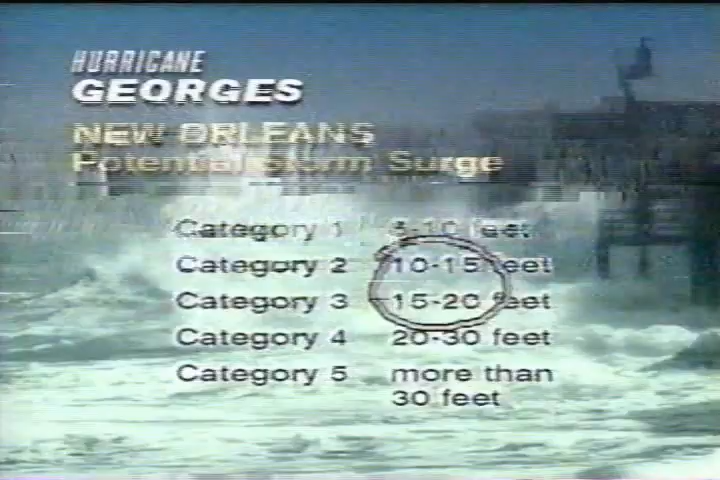 HURRICANE
GEORGES
NEW ORLEANS
Potential Storm Surge
Category 1 5-10 feet
Category 2 10-15 feet
Category 3 15-20 feet
Category 4 20-30 feet
Category 5 more than
30 feet